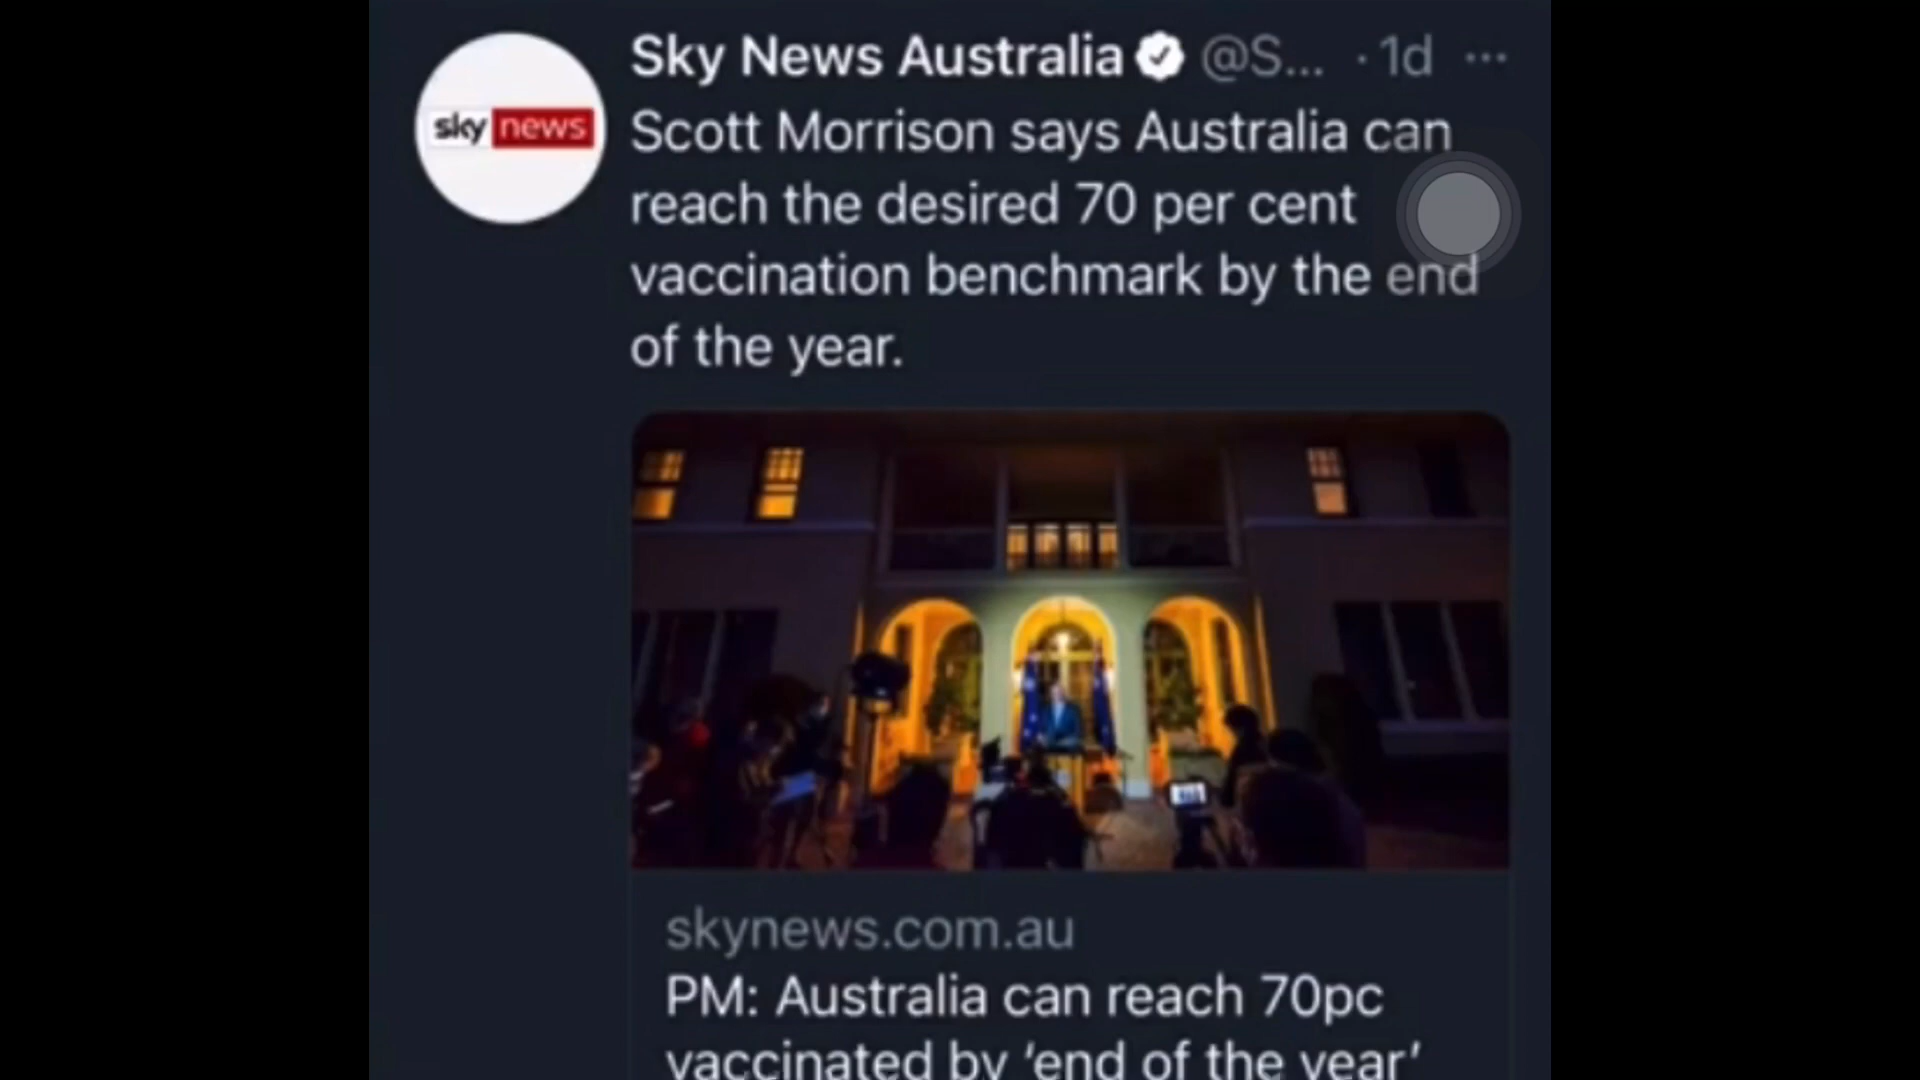 Sky News Australia @S... · 1d ...
sky news
Scott Morrison says Australia can
reach the desired 70 per cent
vaccination benchmark by the end
of the year.
skynews.com.au
PM: Australia can reach 70pc
vaccinated by 'end of the year'